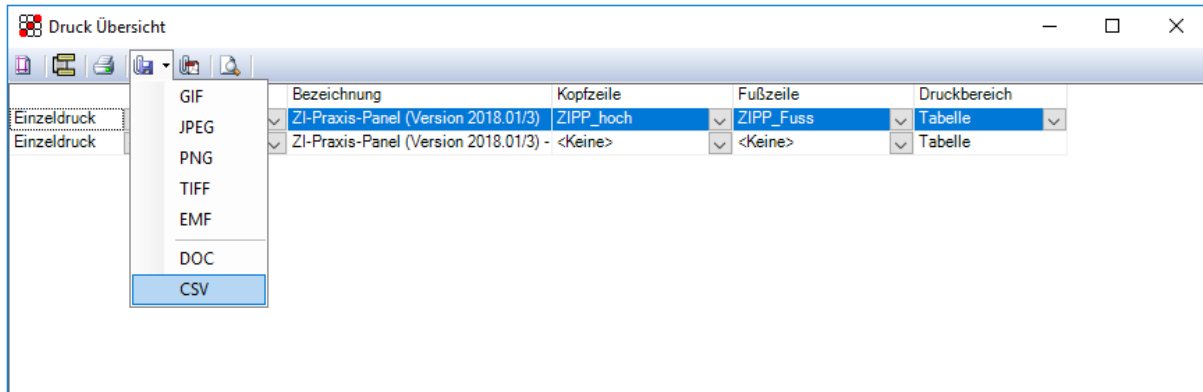 Druck Übersicht
Bezeichnung Kopfzeile Fußzeile Druckbereich
Einzeldruck ZI-Praxis-Panel (Version 2018.01/3) ZIPP_hoch ZIPP_Fuss Tabelle
Einzeldruck ZI-Praxis-Panel (Version 2018.01/3) - <Keine> <Keine> Tabelle
GIF
JPEG
PNG
TIFF
EMF
DOC
CSV